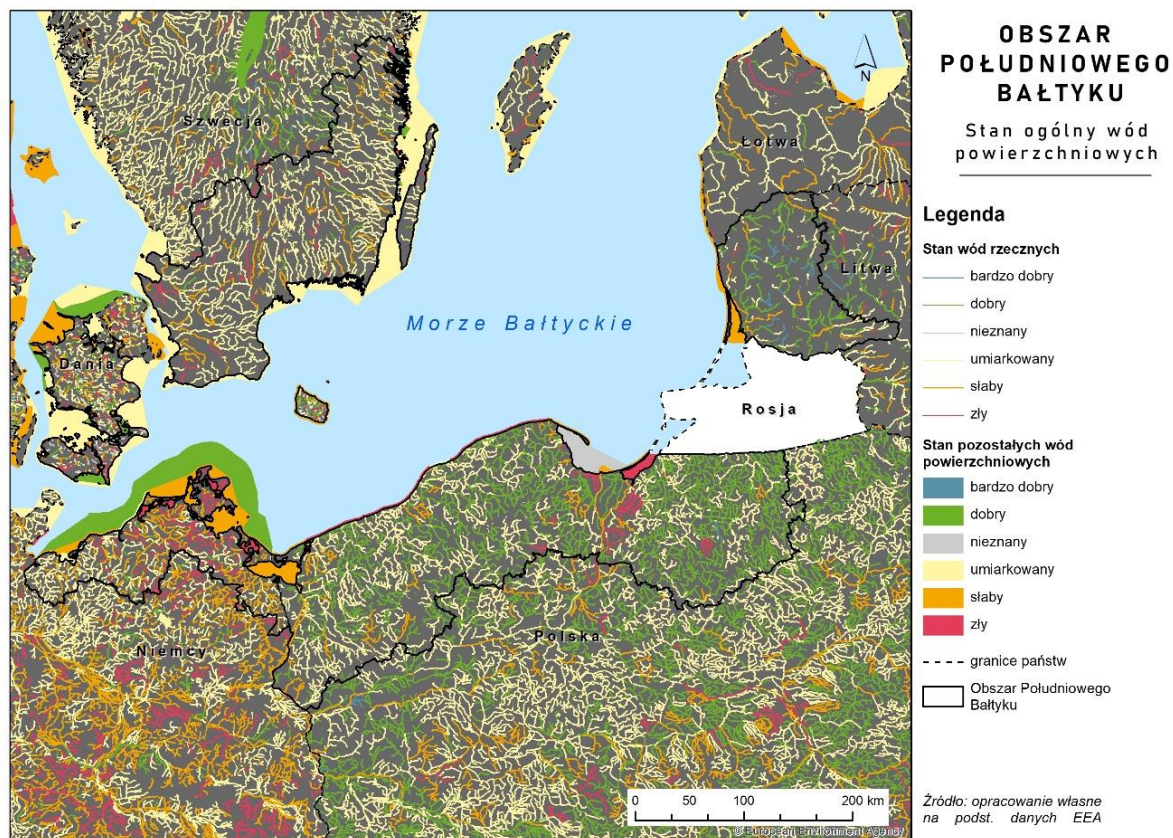 OBSZAR
POŁUDNIOWEGO
BAŁTYKU
Stan ogólny wód
powierzchniowych
Legenda
Stan wód rzecznych
bardzo dobry
dobry
nieznany
umiarkowany
słaby
zły
Stan pozostałych wód
powierzchniowych
bardzo dobry
dobry
nieznany
umiarkowany
słaby
zły
granice państw
Obszar Południowego
Bałtyku
Źródło: opracowanie własne
na podst. danych EEA
N
Szwecja
Łotwa
Litwa
Morze Bałtyckie
Dania
Rosja
Polska
Niemcy
0 50 100 200 km
© European Environment Agency